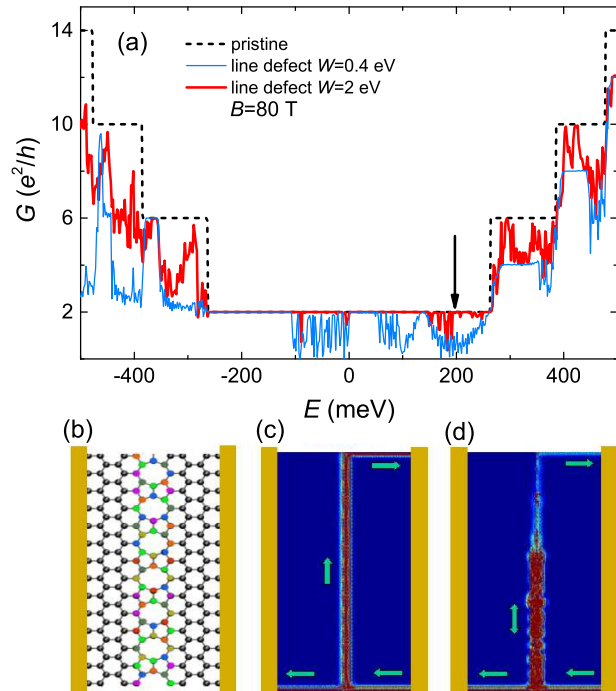 (a)
pristine
line defect W=0.4 eV
line defect W=2 eV
B=80 T
G (e²/h)
14
10
6
2
-400 -200 0 200 400
E (meV)
(b) (c) (d)